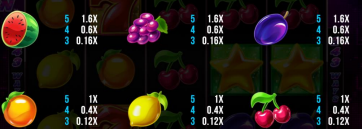 5 1.6X 5 1.6X 5 1.6X
4 0.6X 4 0.6X 4 0.6X
3 0.16X 3 0.16X 3 0.16X
5 1X 5 1X 5 1X
4 0.4X 4 0.4X 4 0.4X
3 0.12X 3 0.12X 3 0.12X